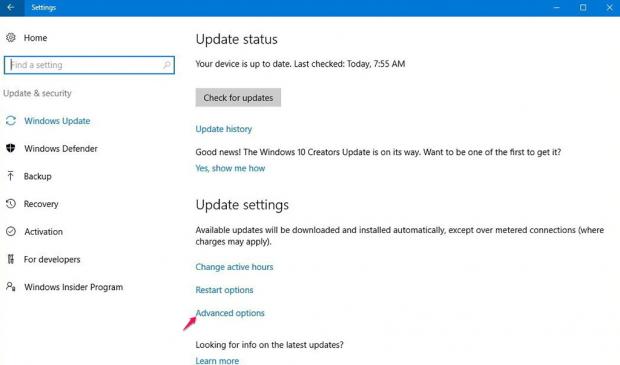 Settings
Home
Find a setting
Update & security
Windows Update
Windows Defender
Backup
Recovery
Activation
For developers
Windows Insider Program
Update status
Your device is up to date. Last checked: Today, 7:55 AM
Check for updates
Update history
Good news! The Windows 10 Creators Update is on its way. Want to be one of the first to get it?
Yes, show me how
Update settings
Available updates will be downloaded and installed automatically, except over metered connections (where
charges may apply).
Change active hours
Restart options
Advanced options
Looking for info on the latest updates?
Learn more